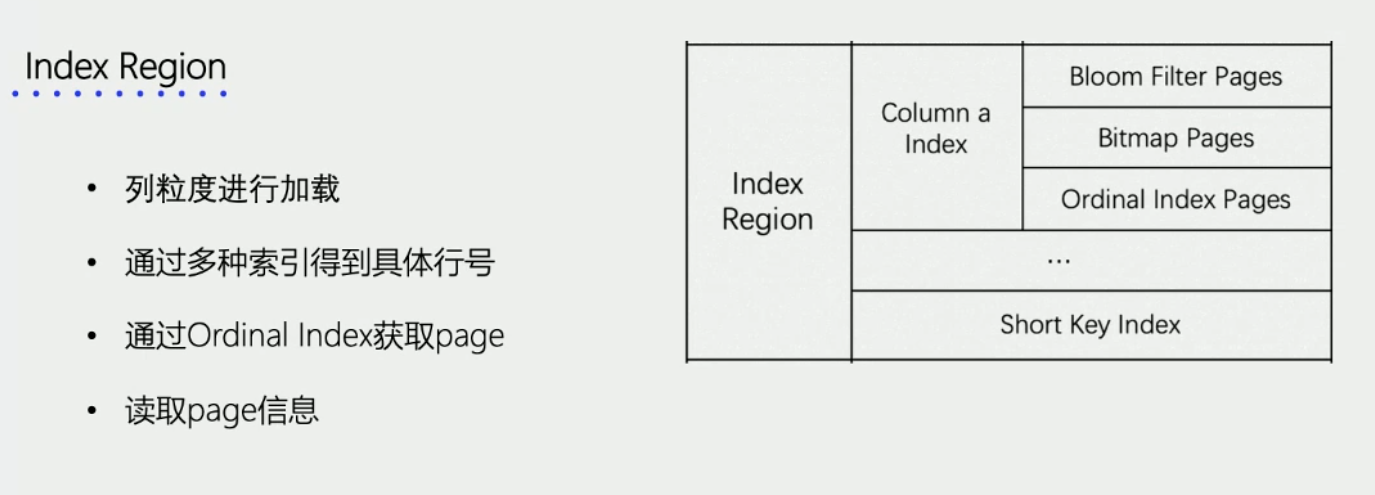 Index Region
• 列粒度进行加载
• 通过多种索引得到具体行号
• 通过Ordinal Index获取page
• 读取page信息
Index
Region
Column a
Index
Bloom Filter Pages
Bitmap Pages
Ordinal Index Pages
...
Short Key Index